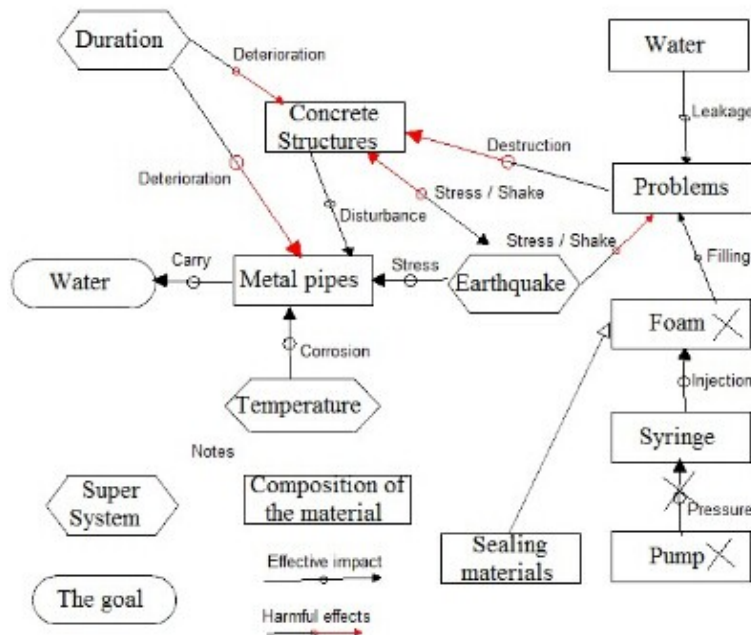 Duration
Deterioration
Water
Concrete
Structures
Leakage
Destruction
Deterioration
Stress / Shake
Problems
Disturbance
Stress / Shake
Carry
Stress
Filling
Water
Metal pipes
Earthquake
Foam
Corrosion
Injection
Temperature
Syringe
Notes
Super
System
Composition of
the material
Pressure
Effective impact
Sealing
materials
Pump
The goal
Harmful effects